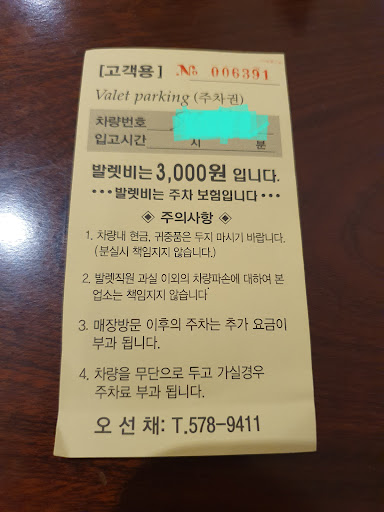 [고객용] № 006391
Valet parking (주차권)
차량번호
입고시간 시 분
발렛비는 3,000원 입니다.
•••발렛비는 주차 보험입니다•••
◈ 주의사항 ◈
1. 차량내 현금, 귀중품은 두지 마시기 바랍니다.
(분실시 책임지지 않습니다.)
2. 발렛직원 과실 이외의 차량파손에 대하여 본
업소는 책임지지 않습니다
3. 매장방문 이후의 주차는 추가 요금이
부과 됩니다.
4. 차량을 무단으로 두고 가실경우
주차료 부과 됩니다.
오 선 채: T.578-9411